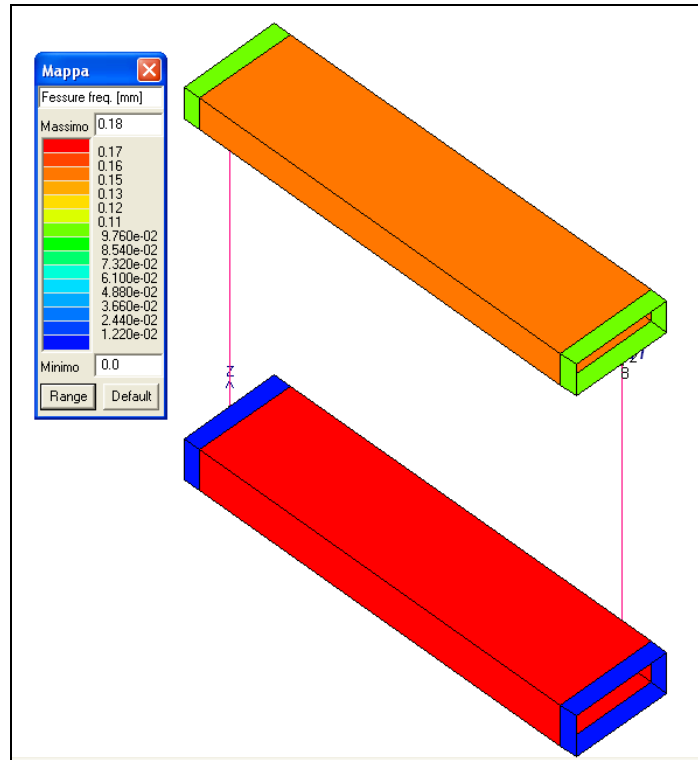 Mappa
Fessure freq. [mm]
Massimo 0.18
0.17
0.16
0.15
0.13
0.12
0.11
9.760e-02
8.540e-02
7.320e-02
6.100e-02
4.880e-02
3.660e-02
2.440e-02
1.220e-02
Minimo 0.0
Range Default
Z
B